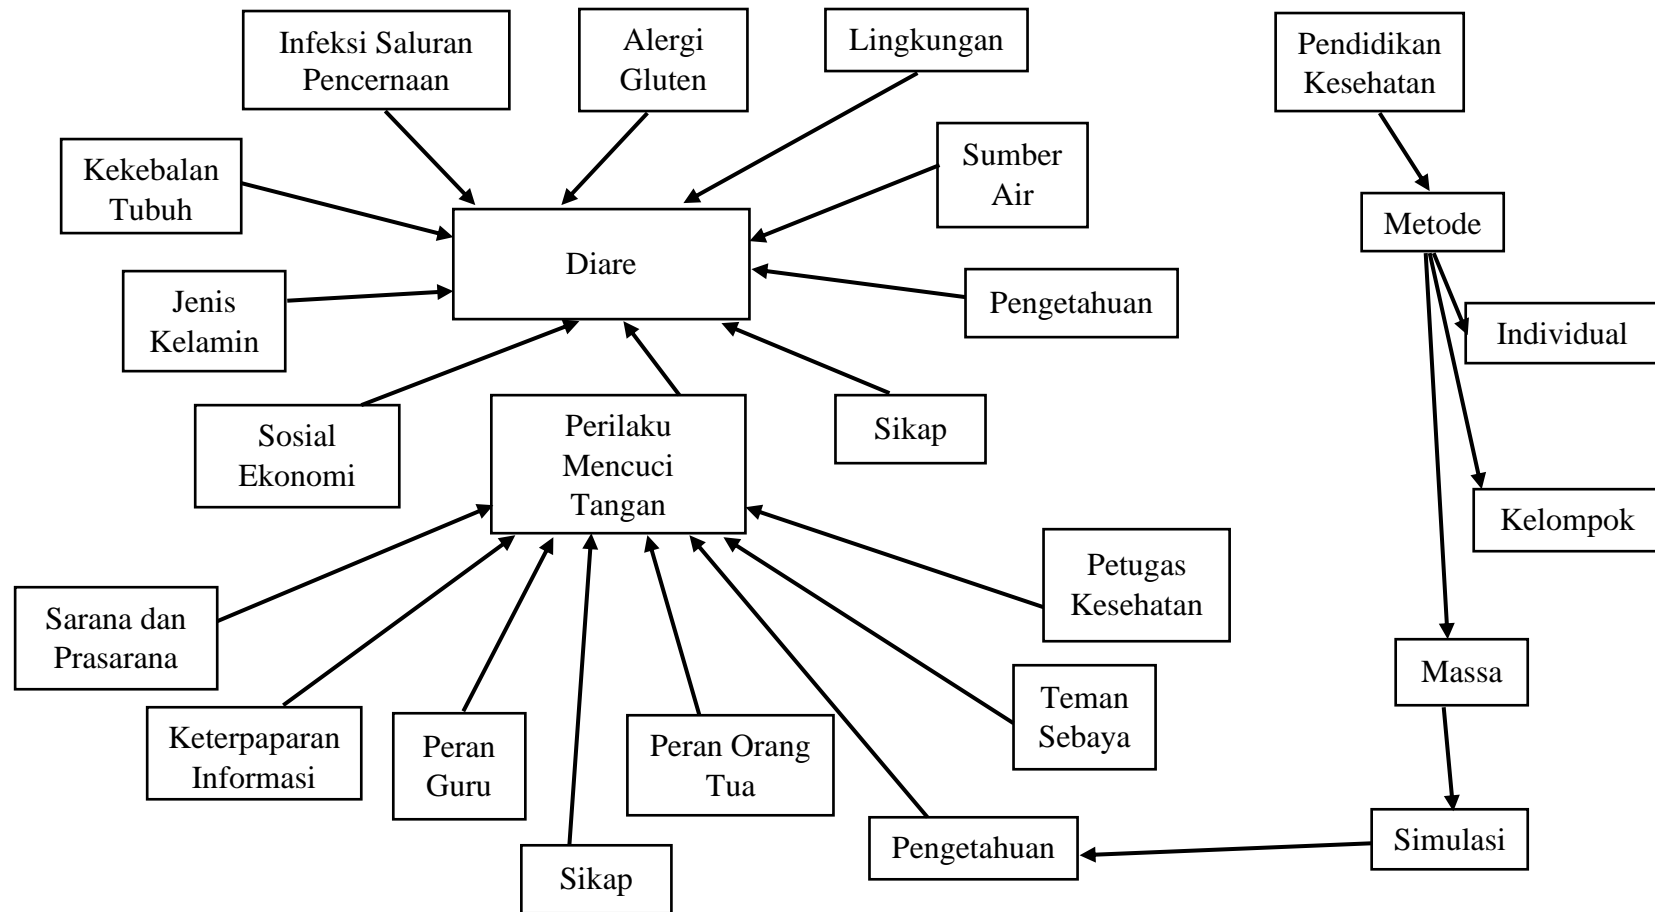 Infeksi Saluran
Pencernaan
Alergi
Gluten
Lingkungan
Pendidikan
Kesehatan
Kekebalan
Tubuh
Sumber
Air
Metode
Diare
Jenis
Kelamin
Pengetahuan
Individual
Sosial
Ekonomi
Perilaku
Mencuci
Tangan
Sikap
Kelompok
Petugas
Kesehatan
Sarana dan
Prasarana
Massa
Teman
Sebaya
Keterpaparan
Informasi
Peran
Guru
Peran Orang
Tua
Pengetahuan
Simulasi
Sikap